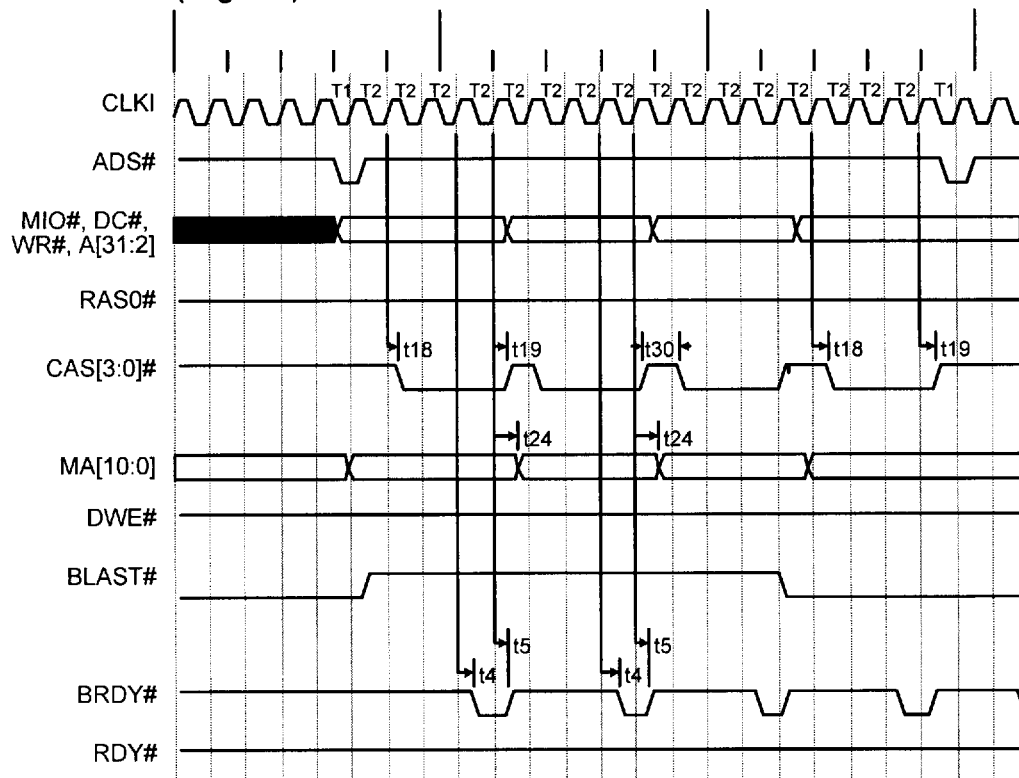 T1 T2 T2 T2 T2 T2 T2 T2 T2 T2 T2 T2 T2 T2 T2 T2 T2 T1
CLKI
ADS#
MIO#, DC#,
WR#, A[31:2]
RAS0#
t18 t19 t30 t18 t19
CAS[3:0]#
t24 t24
MA[10:0]
DWE#
BLAST#
t5 t5
t4 t4
BRDY#
RDY#